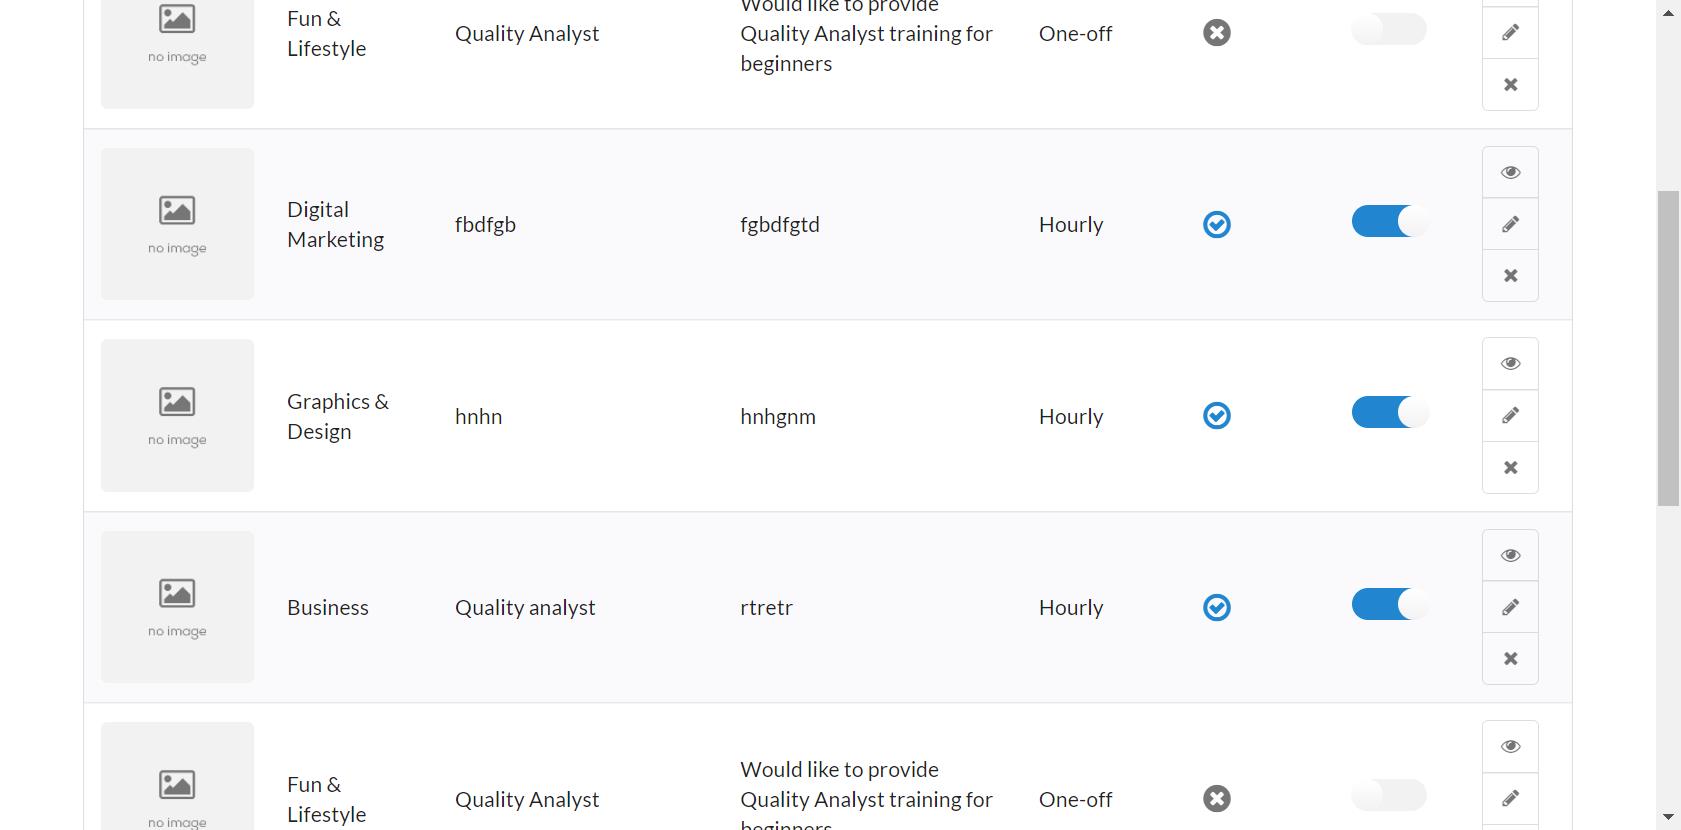 Would like to provide
Fun &
Quality Analyst
Quality Analyst training for
One-off
Lifestyle
no image
beginners
Digital
fbdfgb
fgbdfgtd
Hourly
Marketing
no image
Graphics &
hnhn
hnhgnm
Hourly
Design
no image
Business
Quality analyst
rtretr
Hourly
no image
Would like to provide
Fun &
Quality Analyst
Quality Analyst training for
One-off
Lifestyle
no image
beginners